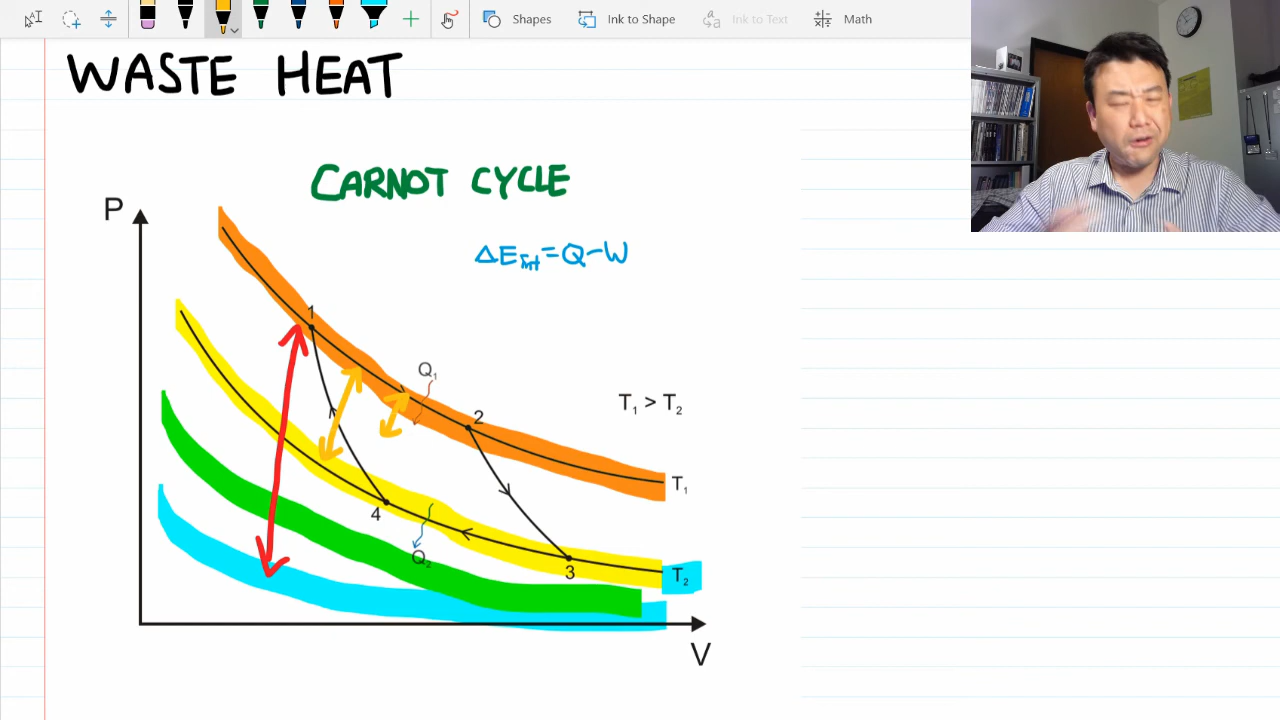 Shapes Ink to Shape Ink to Text Math
WASTE HEAT
CARNOT CYCLE
P
ΔE_int = Q − W
1
Q₁
T₁ > T₂
2
T₁
4
Q₂
3
T₂
V